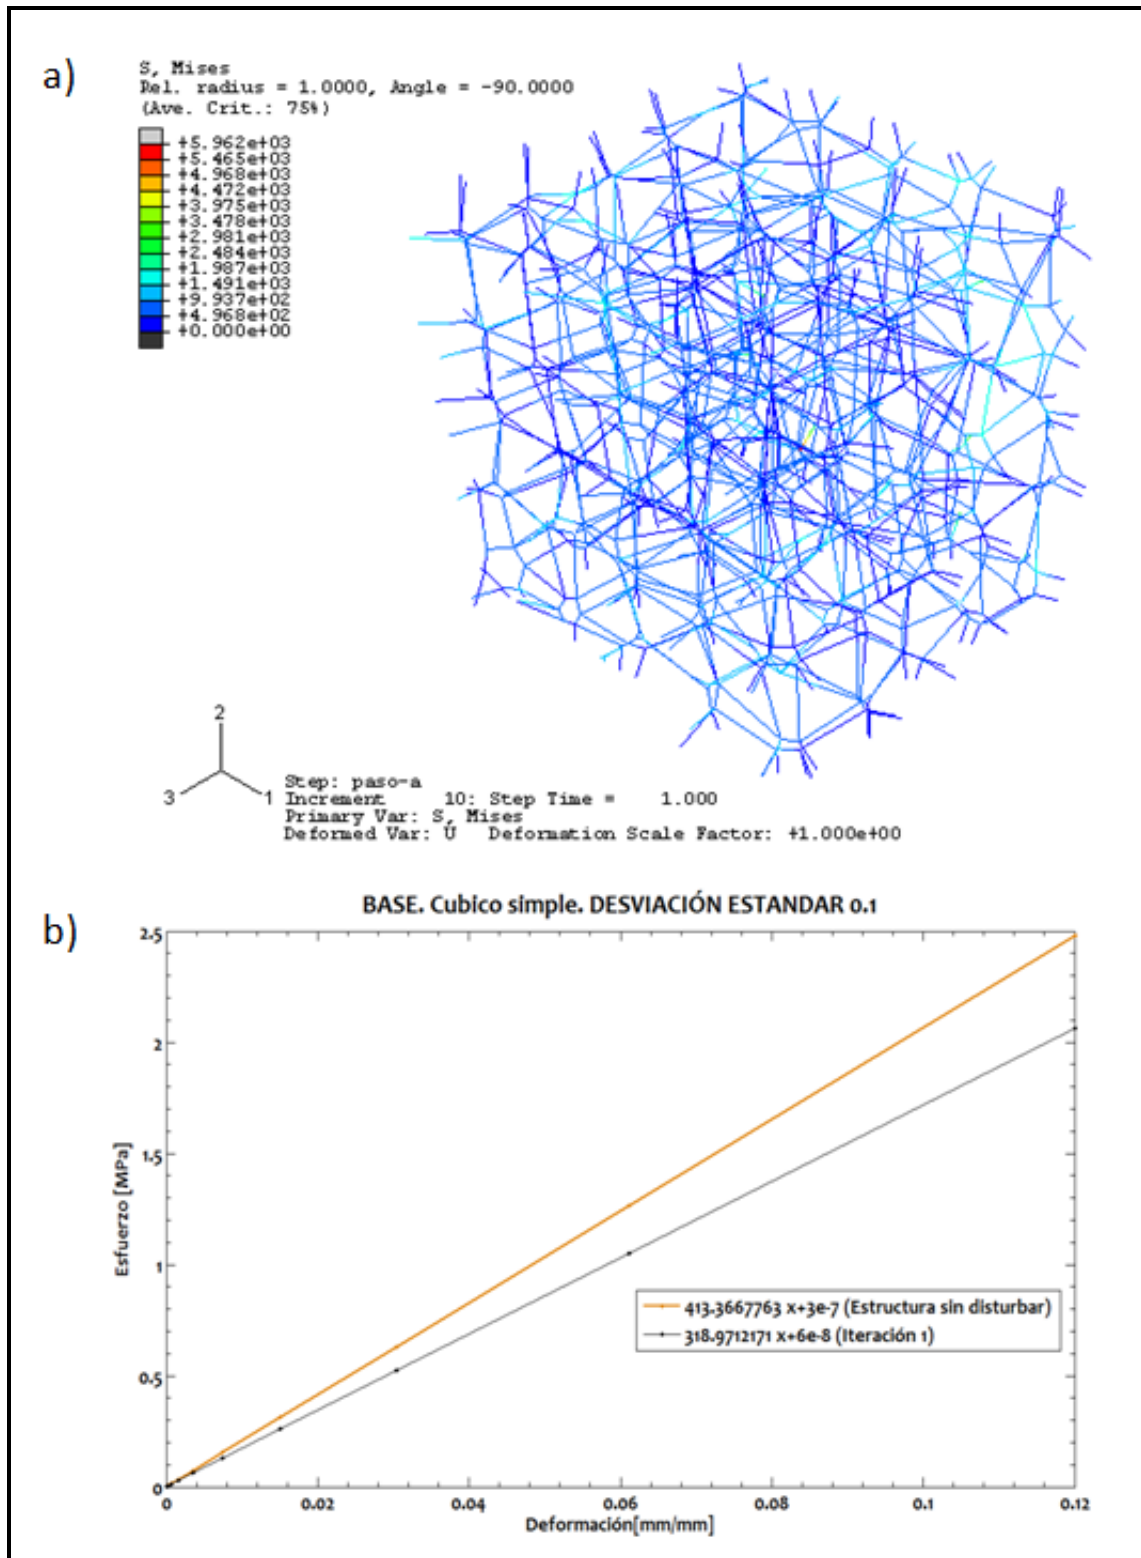 a)
S, Mises
Rel. radius = 1.0000, Angle = -90.0000
(Ave. Crit.: 75%)
+5.962e+03
+5.465e+03
+4.968e+03
+4.472e+03
+3.975e+03
+3.478e+03
+2.981e+03
+2.484e+03
+1.987e+03
+1.491e+03
+9.937e+02
+4.968e+02
+0.000e+00
2
3
1
Step: paso-a
Increment 10: Step Time = 1.000
Primary Var: S, Mises
Deformed Var: U Deformation Scale Factor: +1.000e+00
BASE. Cubico simple. DESVIACIÓN ESTANDAR 0.1
b)
2.5
2
1.5
1
0.5
0
Esfuerzo [MPa]
413.3667763 x+3e-7 (Estructura sin disturbar)
318.9712171 x+6e-8 (Iteración 1)
0 0.02 0.04 0.06 0.08 0.1 0.12
Deformación[mm/mm]